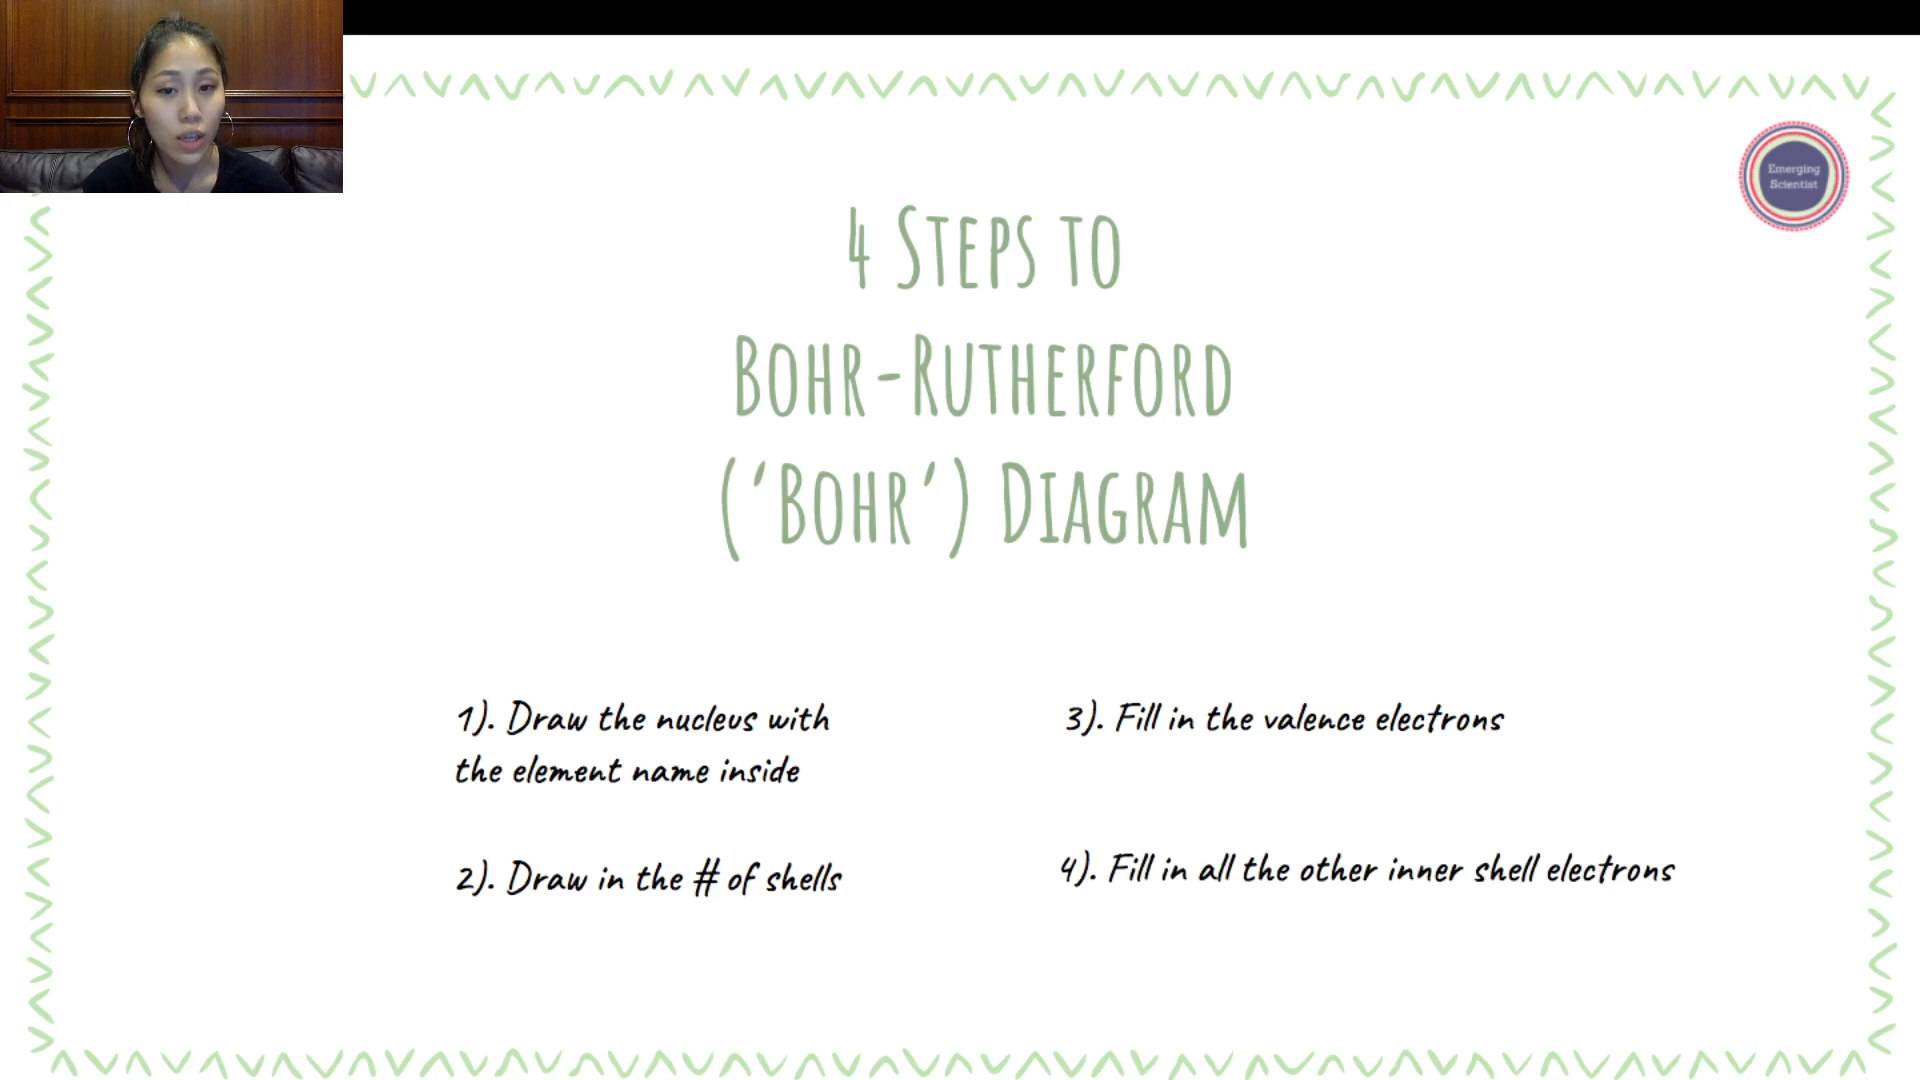 Emerging
Scientist
4 Steps to
Bohr-Rutherford
('Bohr') Diagram
1). Draw the nucleus with
the element name inside
2). Draw in the # of shells
3). Fill in the valence electrons
4). Fill in all the other inner shell electrons